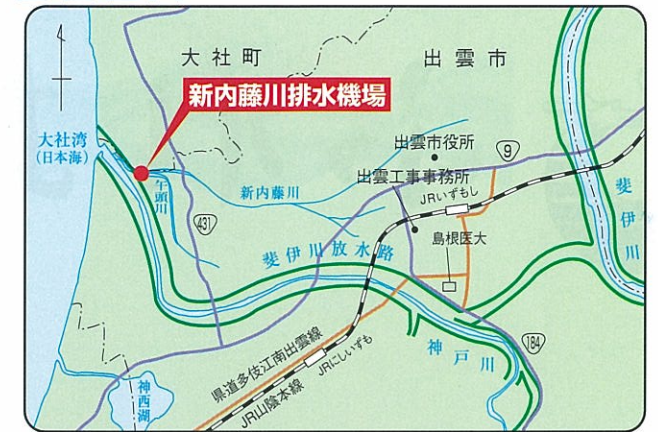 大社町
出雲市
新内藤川排水機場
大社湾
(日本海)
出雲市役所
9
出雲工事事務所
JRいずもし
午頭川
新内藤川
斐伊川
431
島根医大
斐伊川放水路
県道多伎江南出雲線
JRにしいずも
JR山陰本線
神戸川
184
神西湖